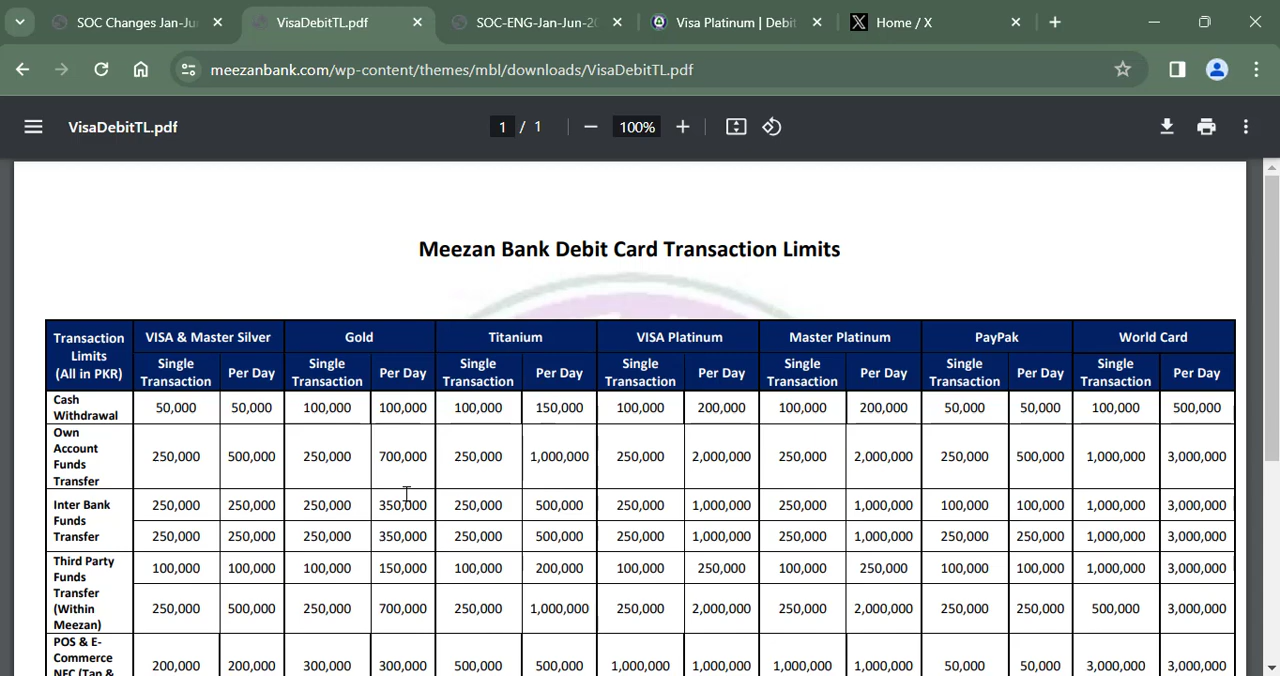 SOC Changes Jan-Ju
VisaDebitTL.pdf
SOC-ENG-Jan-Jun-20
Visa Platinum | Debit
Home / X
meezanbank.com/wp-content/themes/mbl/downloads/VisaDebitTL.pdf
VisaDebitTL.pdf
1 / 1
100%
Meezan Bank Debit Card Transaction Limits
Transaction Limits (All in PKR) VISA & Master Silver Gold Titanium VISA Platinum Master Platinum PayPak World Card
Single Transaction Per Day Single Transaction Per Day Single Transaction Per Day Single Transaction Per Day Single Transaction Per Day Single Transaction Per Day Single Transaction Per Day
Cash Withdrawal 50,000 50,000 100,000 100,000 100,000 150,000 100,000 200,000 100,000 200,000 50,000 50,000 100,000 500,000
Own Account Funds Transfer 250,000 500,000 250,000 700,000 250,000 1,000,000 250,000 2,000,000 250,000 2,000,000 250,000 500,000 1,000,000 3,000,000
Inter Bank Funds Transfer 250,000 250,000 250,000 350,000 250,000 500,000 250,000 1,000,000 250,000 1,000,000 100,000 100,000 1,000,000 3,000,000
250,000 250,000 250,000 350,000 250,000 500,000 250,000 1,000,000 250,000 1,000,000 250,000 250,000 1,000,000 3,000,000
Third Party Funds Transfer (Within Meezan) 100,000 100,000 100,000 150,000 100,000 200,000 100,000 250,000 100,000 250,000 100,000 100,000 1,000,000 3,000,000
250,000 500,000 250,000 700,000 250,000 1,000,000 250,000 2,000,000 250,000 2,000,000 250,000 250,000 500,000 3,000,000
POS & E-Commerce NFC (Tap & 200,000 200,000 300,000 300,000 500,000 500,000 1,000,000 1,000,000 1,000,000 1,000,000 50,000 50,000 3,000,000 3,000,000